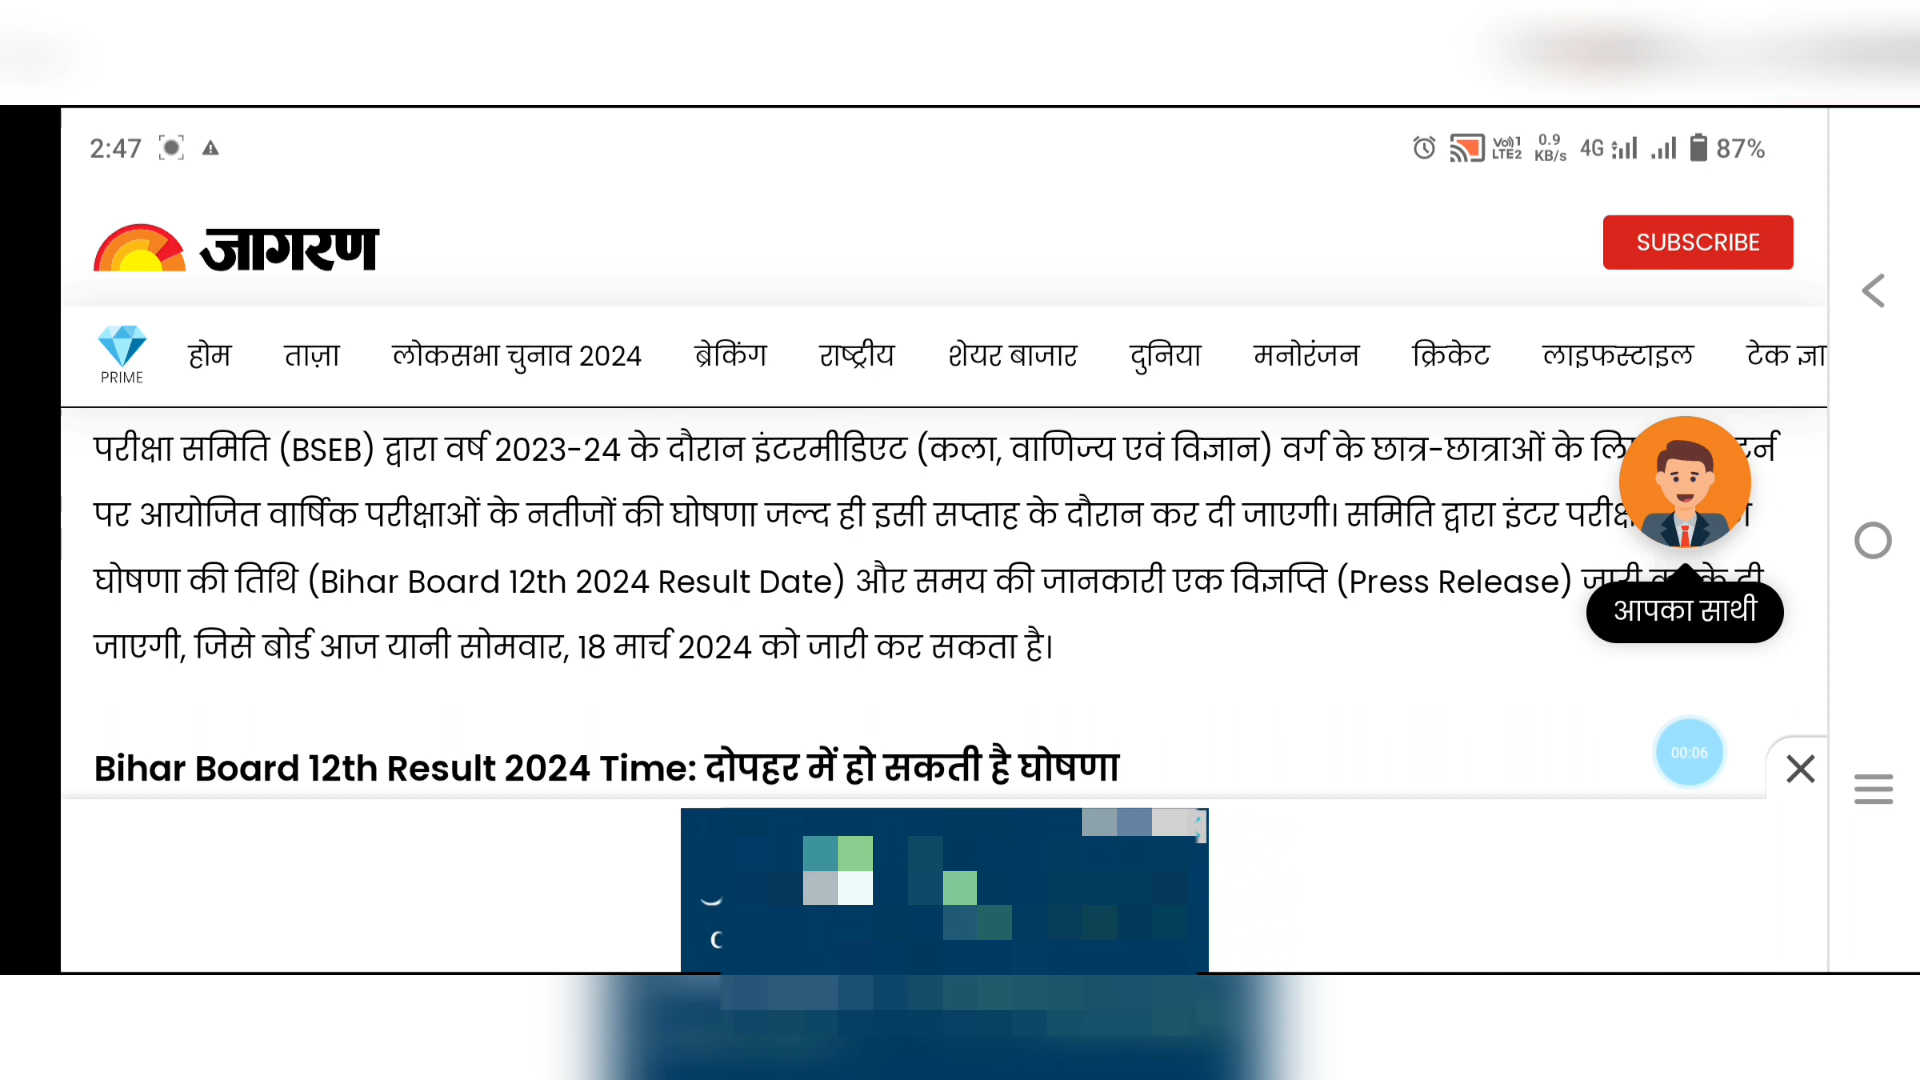 2:47 Vo)) 1 LTE2 0.9 KB/s 4G 87%
जागरण SUBSCRIBE
PRIME होम ताज़ा लोकसभा चुनाव 2024 ब्रेकिंग राष्ट्रीय शेयर बाजार दुनिया मनोरंजन क्रिकेट लाइफस्टाइल टेक ज्ञा
परीक्षा समिति (BSEB) द्वारा वर्ष 2023-24 के दौरान इंटरमीडिएट (कला, वाणिज्य एवं विज्ञान) वर्ग के छात्र-छात्राओं के
पर आयोजित वार्षिक परीक्षाओं के नतीजों की घोषणा जल्द ही इसी सप्ताह के दौरान कर दी जाएगी। समिति द्वारा इंटर
घोषणा की तिथि (Bihar Board 12th 2024 Result Date) और समय की जानकारी एक विज्ञप्ति (Press Release) जारी
आपका साथी
जाएगी, जिसे बोर्ड आज यानी सोमवार, 18 मार्च 2024 को जारी कर सकता है।
Bihar Board 12th Result 2024 Time: दोपहर में हो सकती है घोषणा
00:06